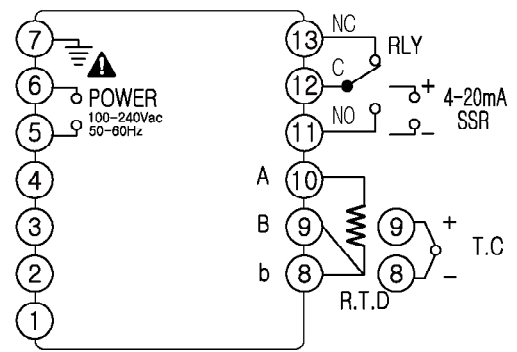 7
6
5
4
3
2
1
POWER
100-240Vac
50-60Hz
13
12
11
10
9
8
NC
C
NO
A
B
b
RLY
+
-
4-20mA
SSR
R.T.D
9
8
+
-
T.C